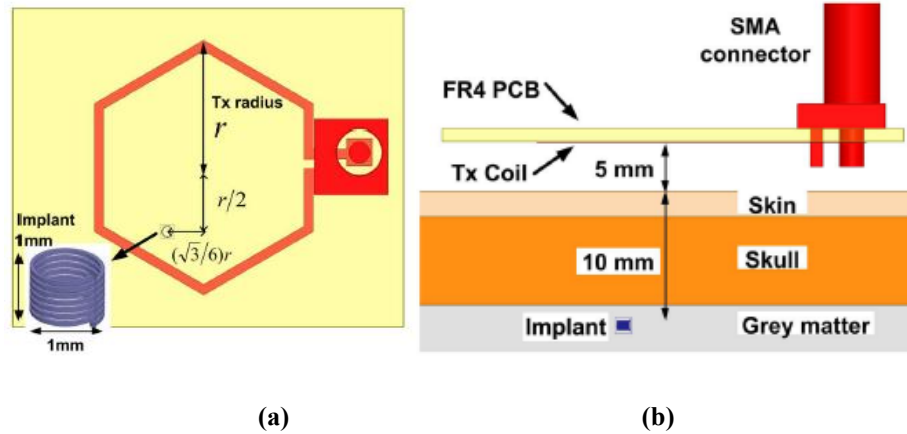 Tx radius
r
r/2
(√3/6)r
Implant
1mm
1mm
(a)
SMA
connector
FR4 PCB
Tx Coil
5 mm
Skin
10 mm
Skull
Implant
Grey matter
(b)